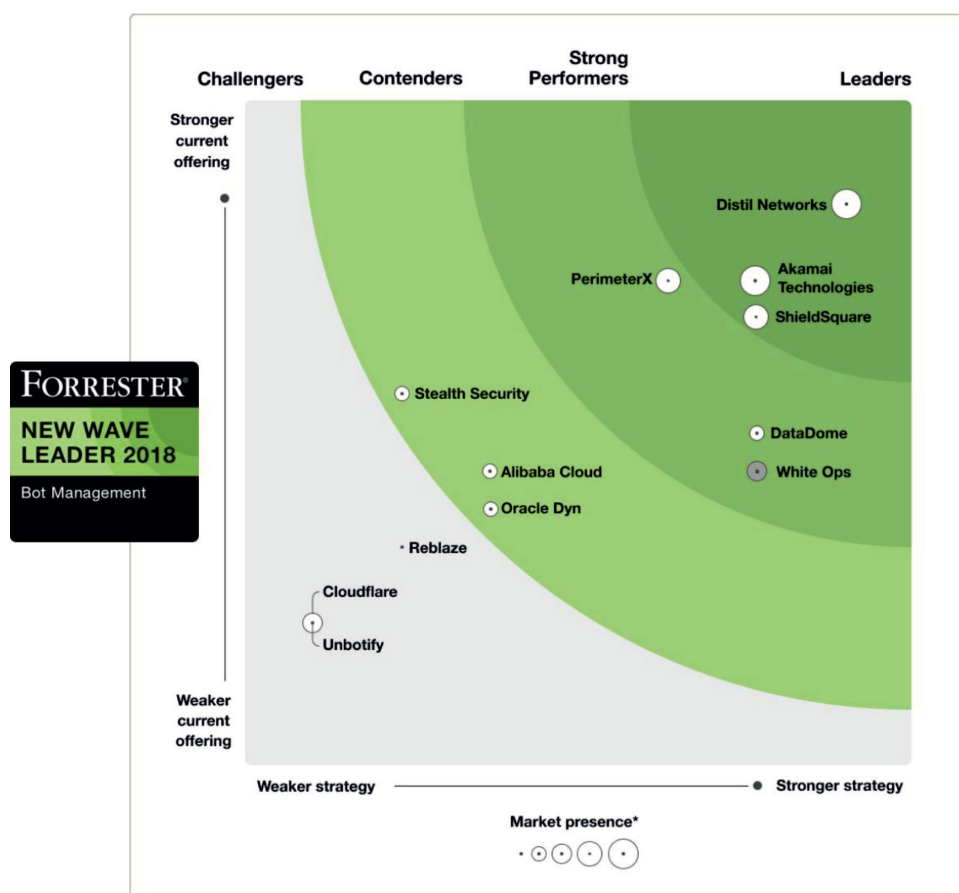 Challengers
Contenders
Strong
Performers
Leaders
Stronger
current
offering
Distil Networks
PerimeterX
Akamai
Technologies
ShieldSquare
FORRESTER®
NEW WAVE
LEADER 2018
Bot Management
Stealth Security
DataDome
Alibaba Cloud
White Ops
Oracle Dyn
Reblaze
Cloudflare
Unbotify
Weaker
current
offering
Weaker strategy
Stronger strategy
Market presence*